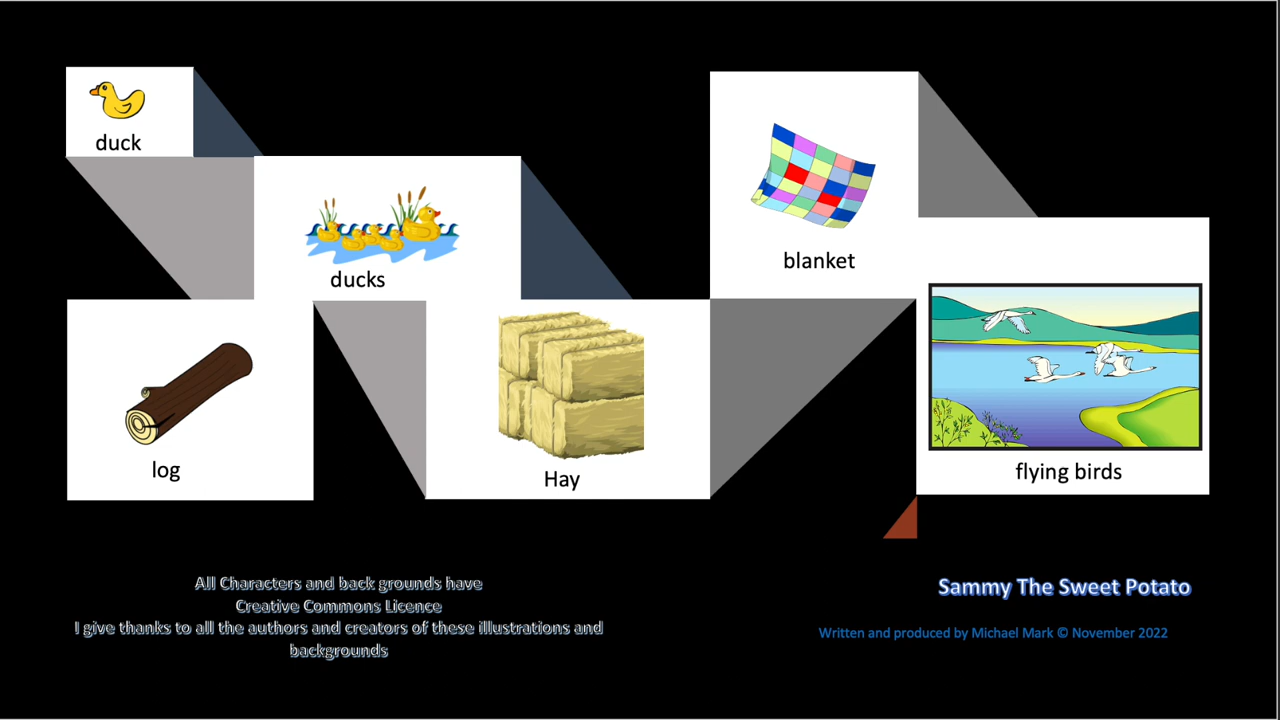 duck
ducks
blanket
log
Hay
flying birds
All Characters and back grounds have
Creative Commons Licence
I give thanks to all the authors and creators of these illustrations and
backgrounds
Sammy The Sweet Potato
Written and produced by Michael Mark © November 2022